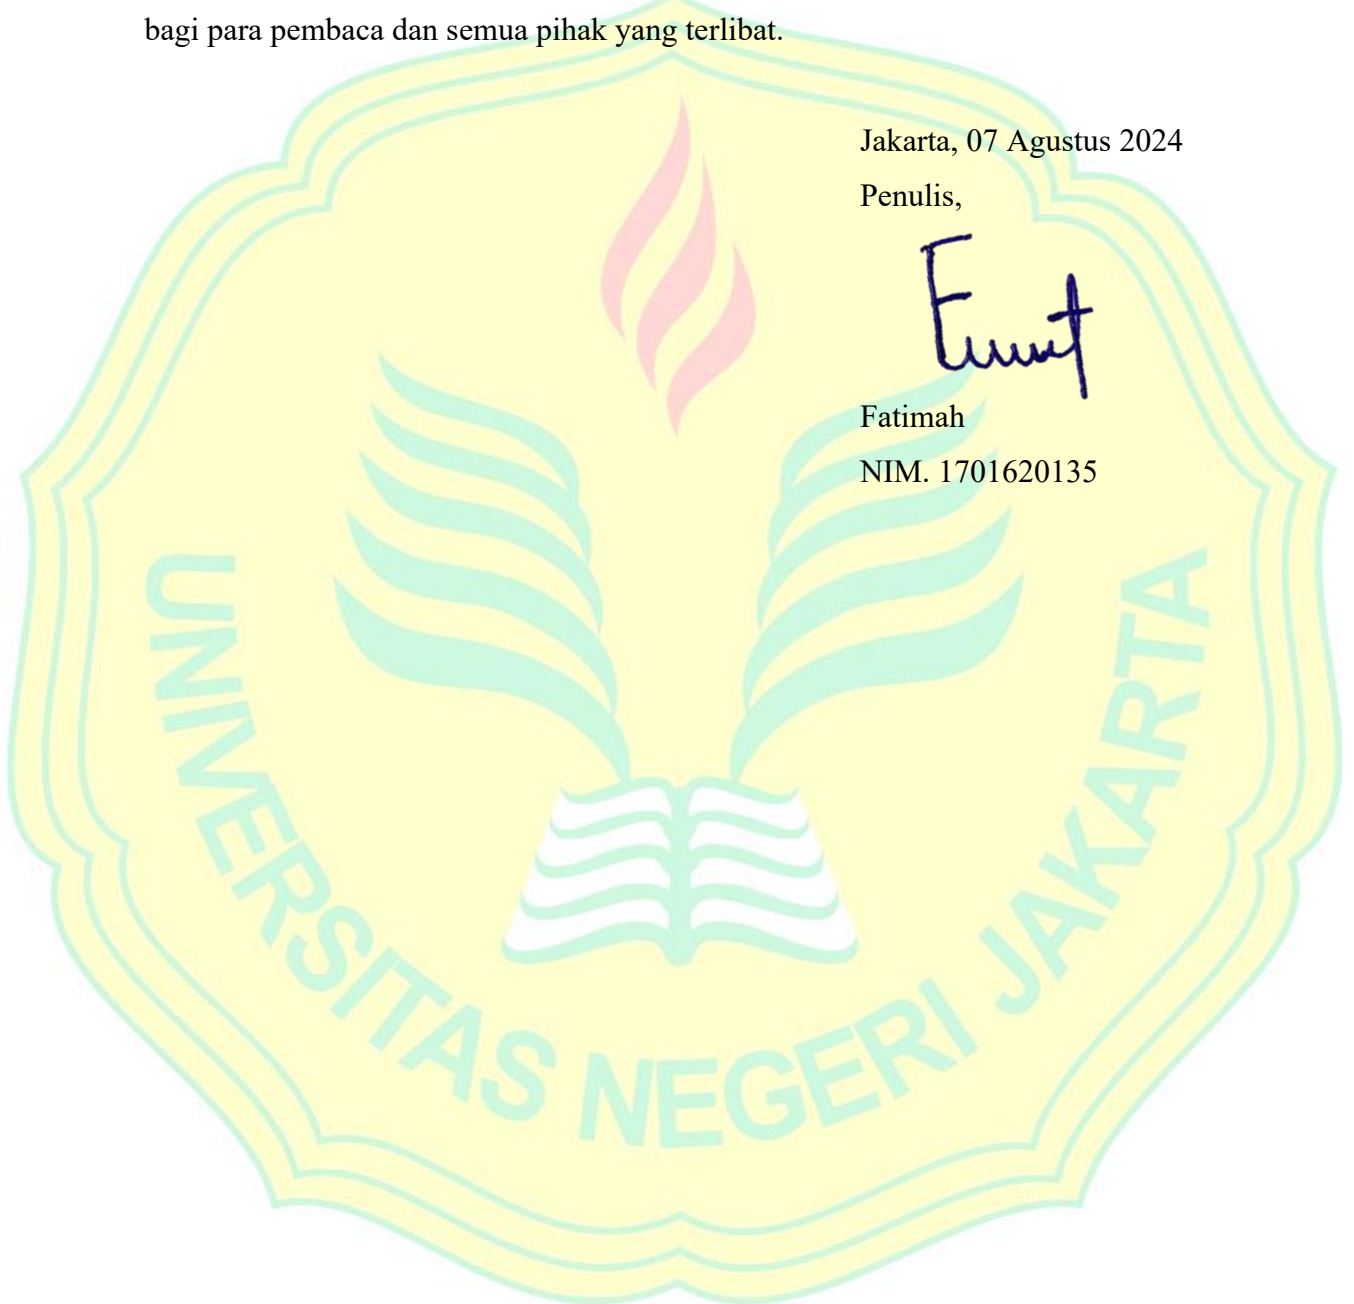 bagi para pembaca dan semua pihak yang terlibat.
Jakarta, 07 Agustus 2024
Penulis,
Fatimah
NIM. 1701620135
UNIVERSITAS NEGERI JAKARTA